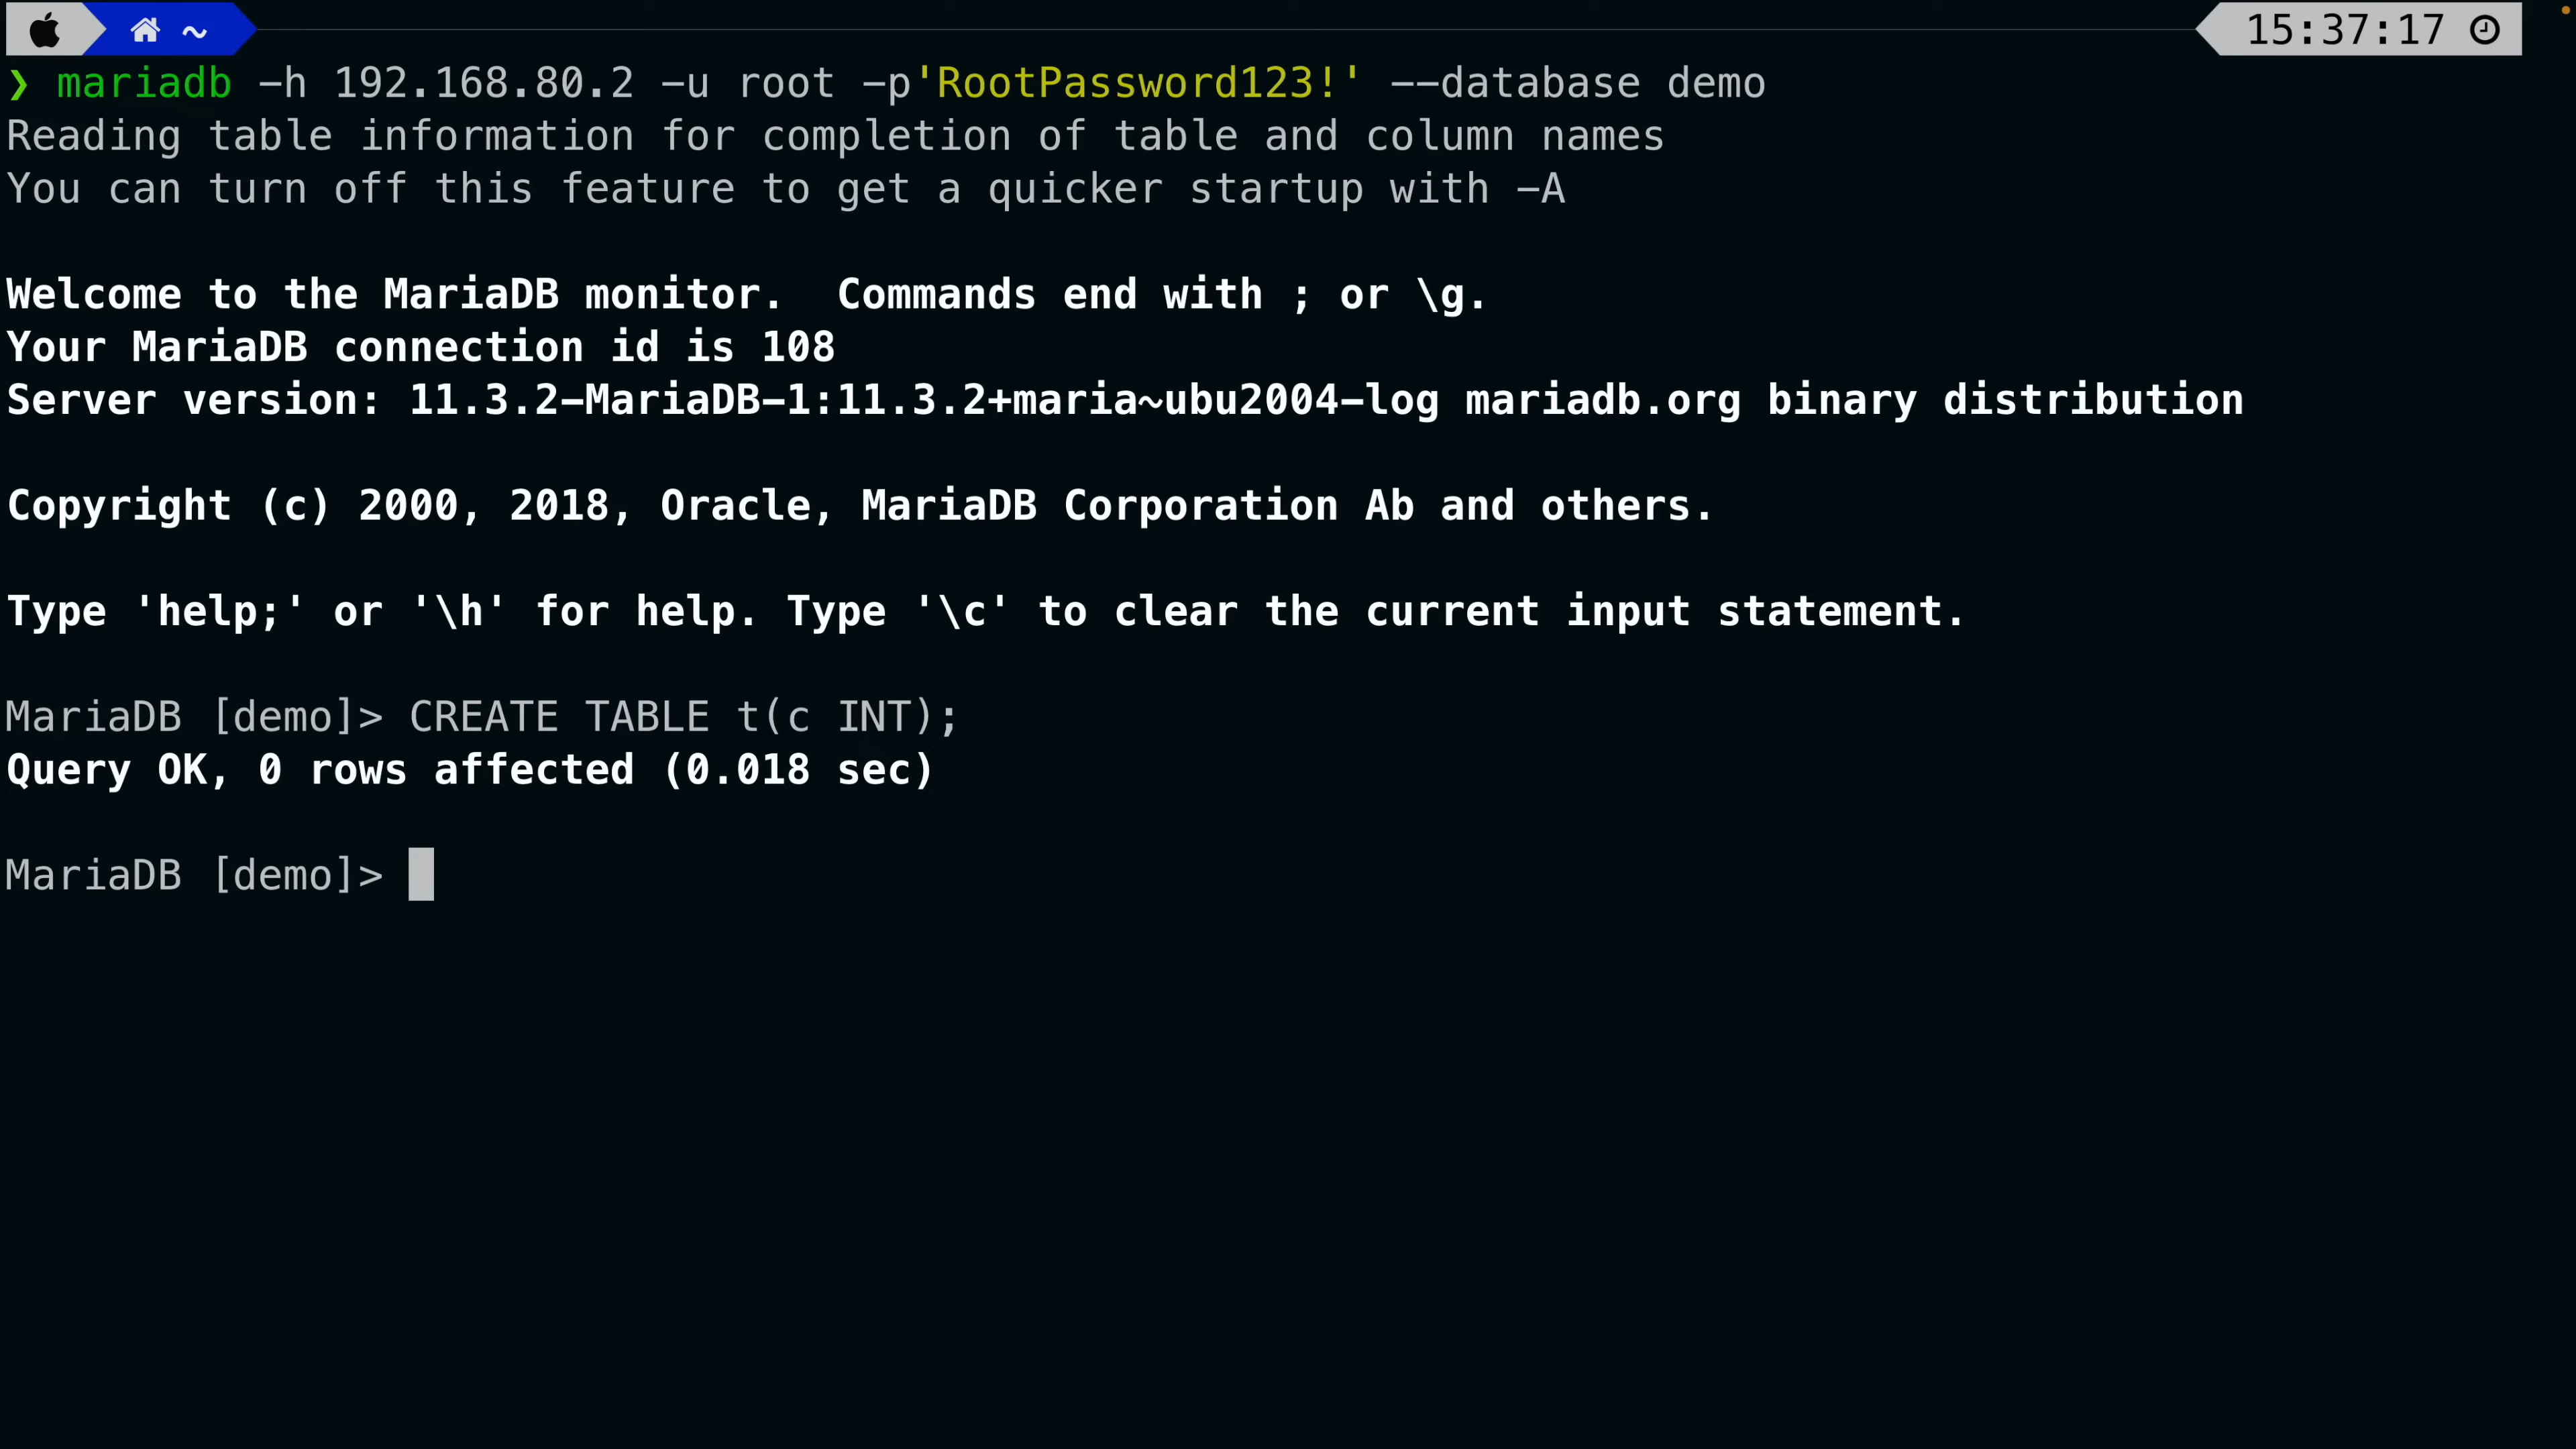 ~ 15:37:17
❯ mariadb -h 192.168.80.2 -u root -p'RootPassword123!' --database demo
Reading table information for completion of table and column names
You can turn off this feature to get a quicker startup with -A
Welcome to the MariaDB monitor.  Commands end with ; or \g.
Your MariaDB connection id is 108
Server version: 11.3.2-MariaDB-1:11.3.2+maria~ubu2004-log mariadb.org binary distribution
Copyright (c) 2000, 2018, Oracle, MariaDB Corporation Ab and others.
Type 'help;' or '\h' for help. Type '\c' to clear the current input statement.
MariaDB [demo]> CREATE TABLE t(c INT);
Query OK, 0 rows affected (0.018 sec)
MariaDB [demo]>